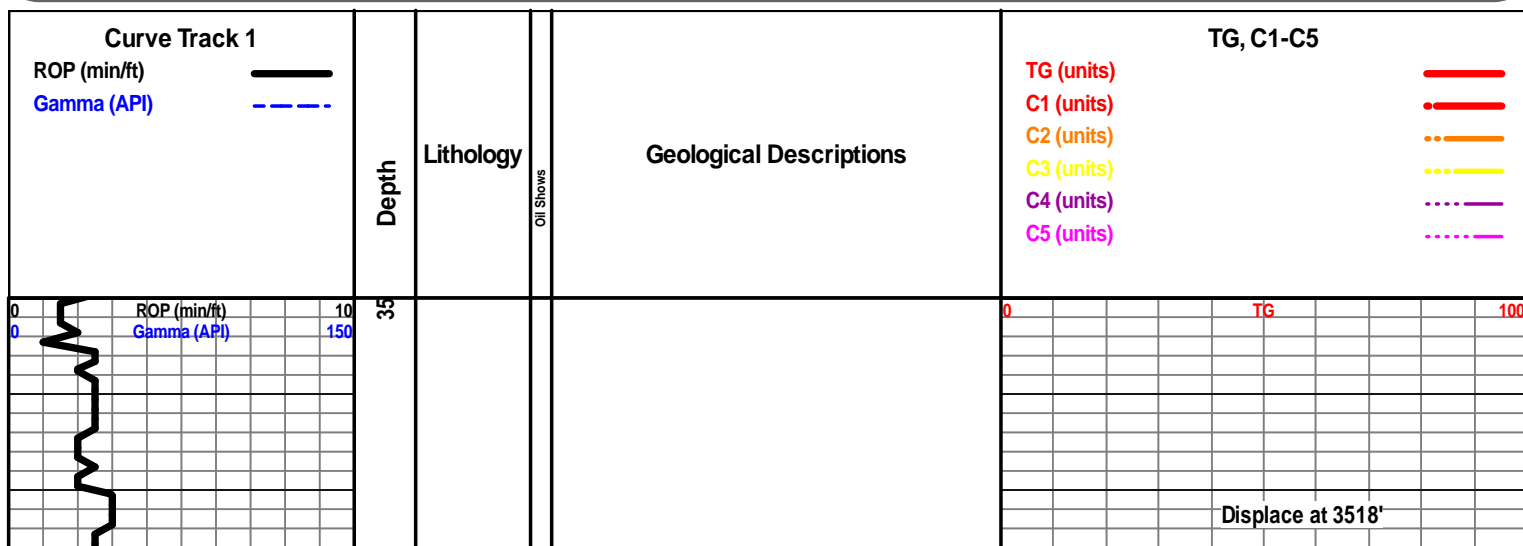 Curve Track 1
ROP (min/ft)
Gamma (API)
Depth
Lithology
Oil Shows
Geological Descriptions
TG, C1-C5
TG (units)
C1 (units)
C2 (units)
C3 (units)
C4 (units)
C5 (units)
0 ROP (min/ft) 10
0 Gamma (API) 150
35
0 TG 100
Displace at 3518'